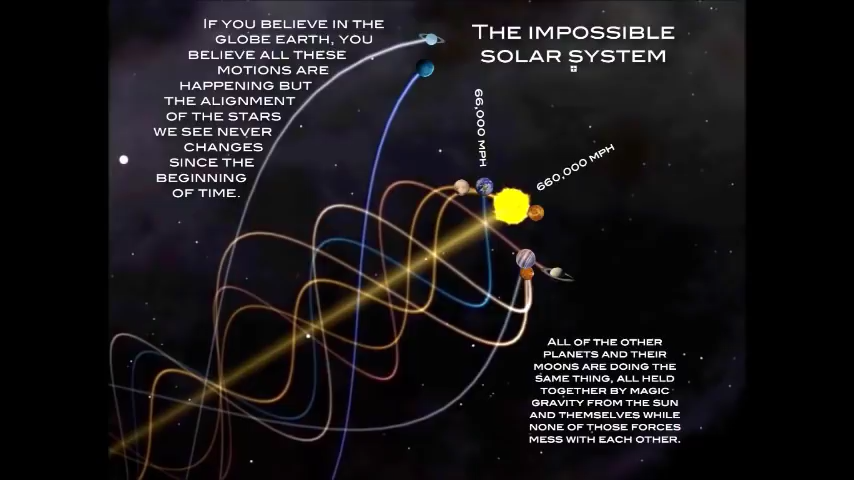 IF YOU BELIEVE IN THE
GLOBE EARTH, YOU
BELIEVE ALL THESE
MOTIONS ARE
HAPPENING BUT
THE ALIGNMENT
OF THE STARS
WE SEE NEVER
CHANGES
SINCE THE
BEGINNING
OF TIME.
THE IMPOSSIBLE
SOLAR SYSTEM
66,000 MPH
660,000 MPH
ALL OF THE OTHER
PLANETS AND THEIR
MOONS ARE DOING THE
SAME THING, ALL HELD
TOGETHER BY MAGIC
GRAVITY FROM THE SUN
AND THEMSELVES WHILE
NONE OF THOSE FORCES
MESS WITH EACH OTHER.